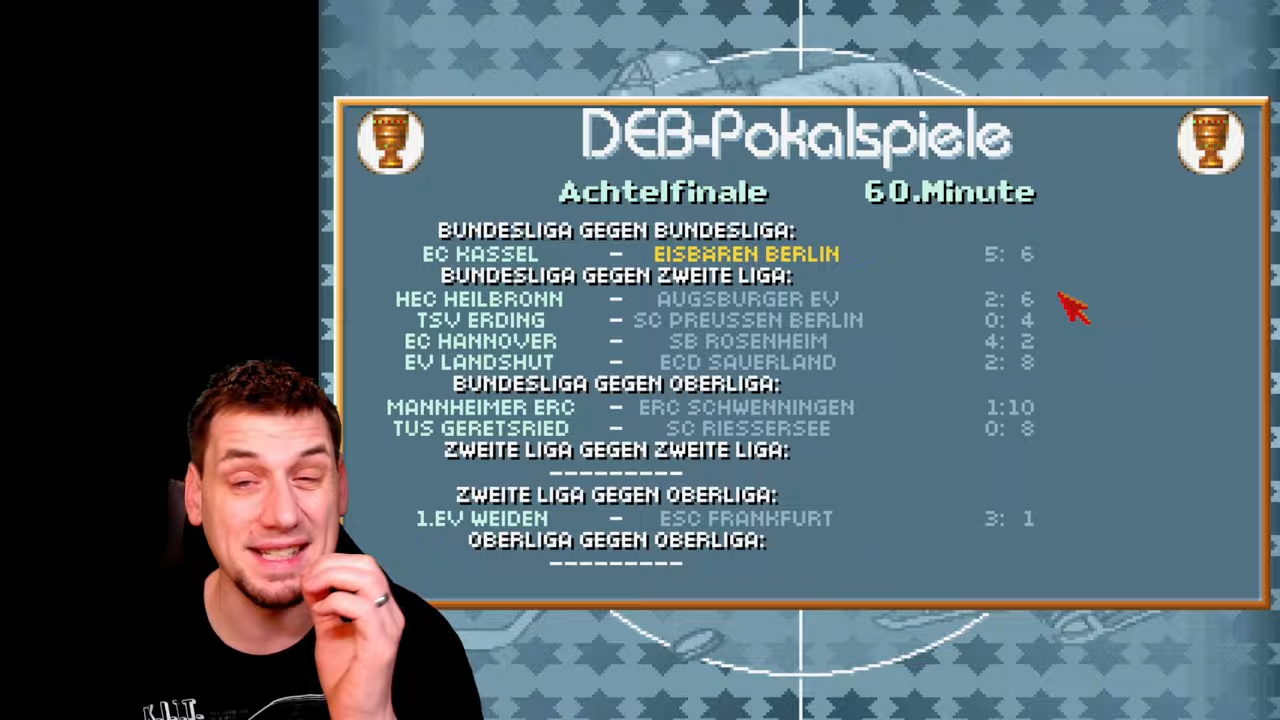 DEB-Pokalspiele
Achtelfinale 60.Minute
BUNDESLIGA GEGEN BUNDESLIGA:
EC KASSEL - EISBÄREN BERLIN 5: 6
BUNDESLIGA GEGEN ZWEITE LIGA:
HEC HEILBRONN - AUGSBURGER EV 2: 6
TSV ERDING - SC PREUSSEN BERLIN 0: 4
EC HANNOVER - SB ROSENHEIM 4: 2
EV LANDSHUT - ECD SAUERLAND 2: 8
BUNDESLIGA GEGEN OBERLIGA:
MANNHEIMER ERC - ERC SCHWENNINGEN 1:10
TUS GERETSRIED - SC RIESSERSEE 0: 8
ZWEITE LIGA GEGEN ZWEITE LIGA:
---------
ZWEITE LIGA GEGEN OBERLIGA:
1.EV WEIDEN - ESC FRANKFURT 3: 1
OBERLIGA GEGEN OBERLIGA:
---------